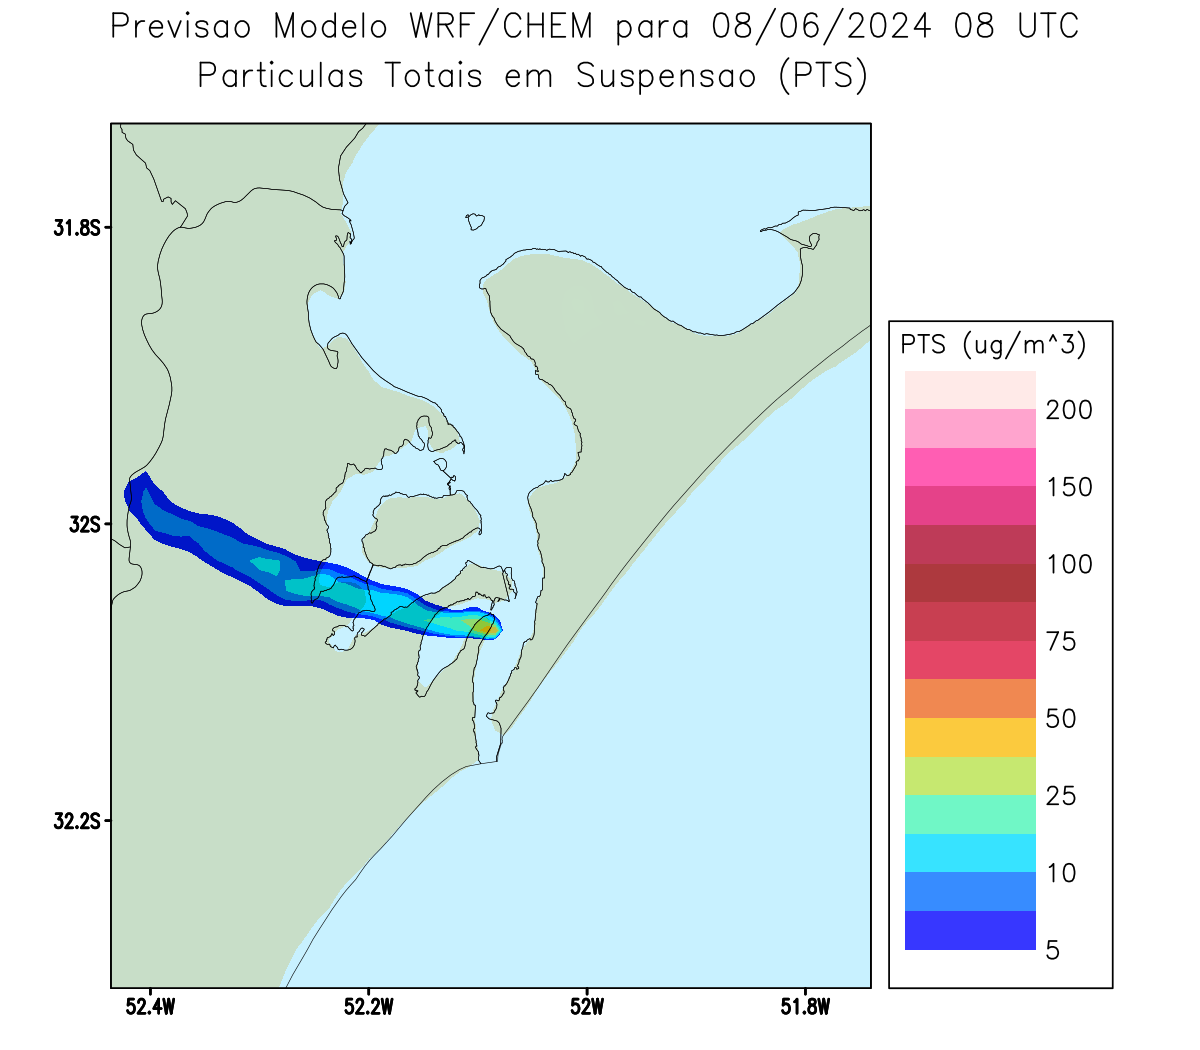 Previsao Modelo WRF/CHEM para 08/06/2024 08 UTC
Particulas Totais em Suspensao (PTS)
31.8S
32S
32.2S
52.4W
52.2W
52W
51.8W
PTS (ug/m^3)
200
150
100
75
50
25
10
5